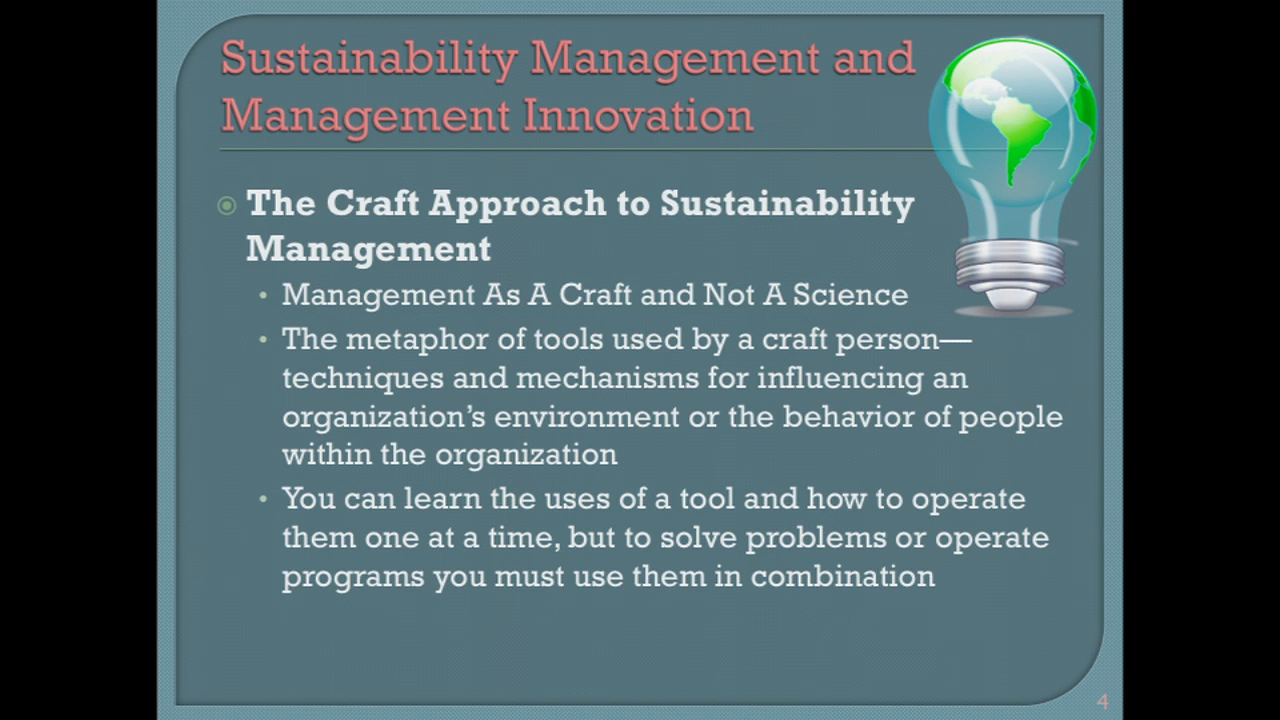 Sustainability Management and
Management Innovation
The Craft Approach to Sustainability
Management
• Management As A Craft and Not A Science
• The metaphor of tools used by a craft person—
techniques and mechanisms for influencing an
organization’s environment or the behavior of people
within the organization
• You can learn the uses of a tool and how to operate
them one at a time, but to solve problems or operate
programs you must use them in combination
4